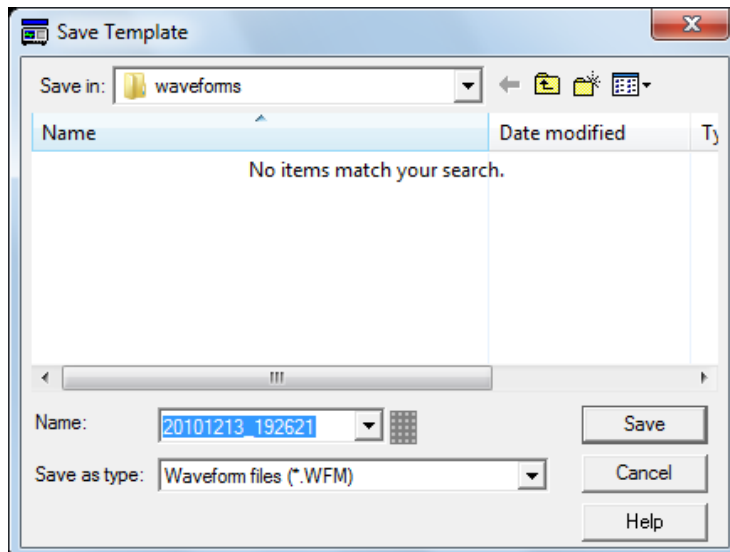 Save Template
Save in: waveforms
Name Date modified Ty
No items match your search.
Name: 20101213_192621 Save
Save as type: Waveform files (*.WFM) Cancel
Help